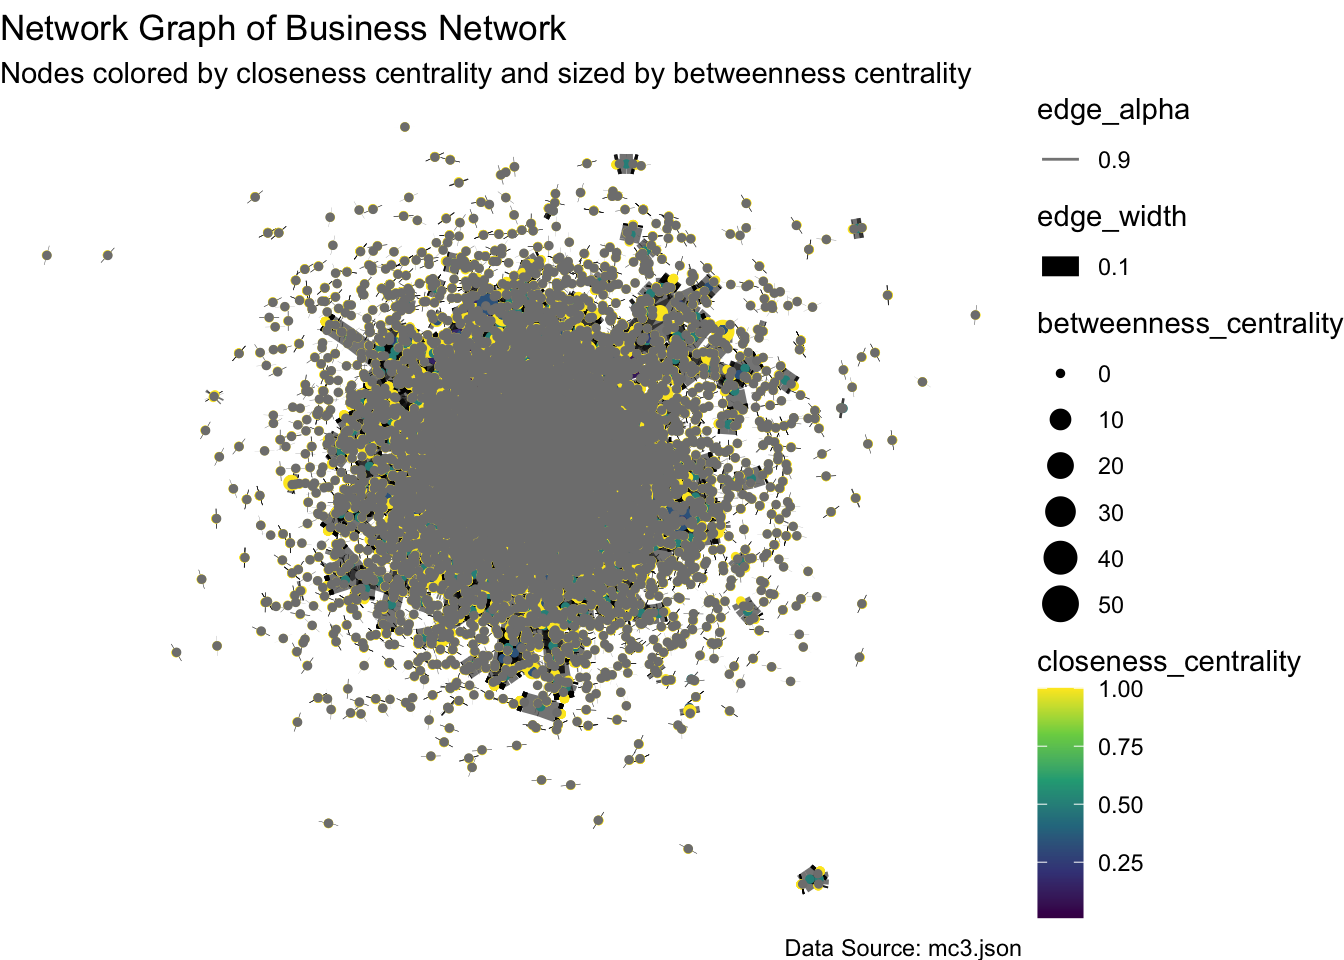 Network Graph of Business Network
Nodes colored by closeness centrality and sized by betweenness centrality
edge_alpha
0.9
edge_width
0.1
betweenness_centrality
0
10
20
30
40
50
closeness_centrality
1.00
0.75
0.50
0.25
Data Source: mc3.json